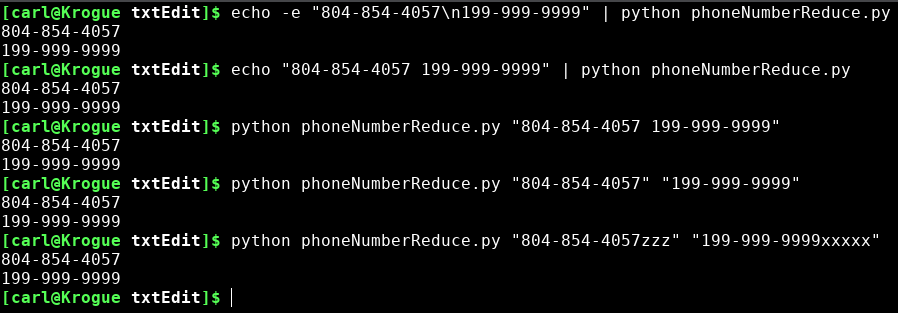 [carl@Krogue txtEdit]$ echo -e "804-854-4057\n199-999-9999" | python phoneNumberReduce.py
804-854-4057
199-999-9999
[carl@Krogue txtEdit]$ echo "804-854-4057 199-999-9999" | python phoneNumberReduce.py
804-854-4057
199-999-9999
[carl@Krogue txtEdit]$ python phoneNumberReduce.py "804-854-4057 199-999-9999"
804-854-4057
199-999-9999
[carl@Krogue txtEdit]$ python phoneNumberReduce.py "804-854-4057" "199-999-9999"
804-854-4057
199-999-9999
[carl@Krogue txtEdit]$ python phoneNumberReduce.py "804-854-4057zzz" "199-999-9999xxxxx"
804-854-4057
199-999-9999
[carl@Krogue txtEdit]$